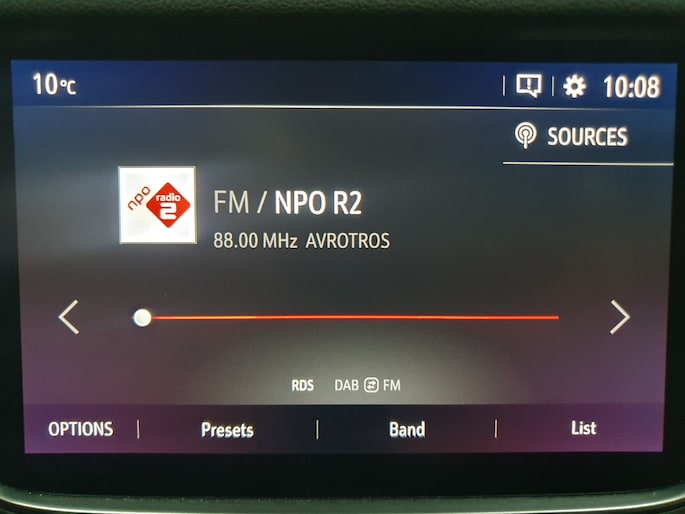 10°C 10:08
SOURCES
npo radio 2
FM / NPO R2
88.00 MHz AVROTROS
RDS DAB FM
OPTIONS Presets Band List